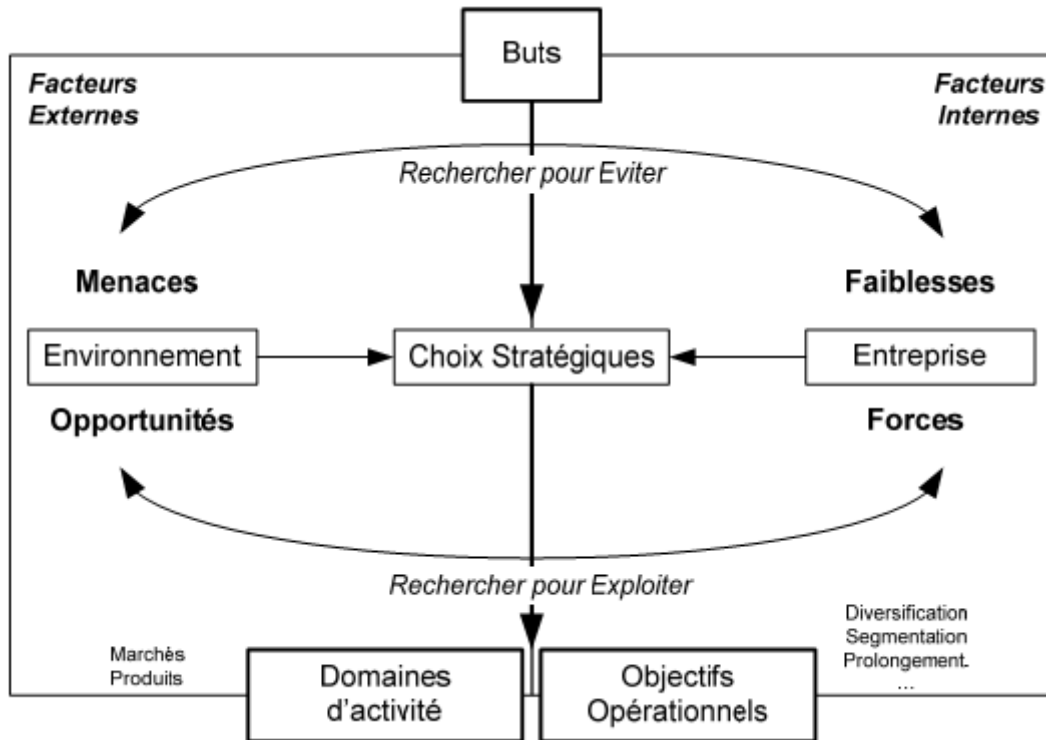 Buts
Facteurs
Externes
Facteurs
Internes
Rechercher pour Eviter
Menaces
Faiblesses
Environnement
Choix Stratégiques
Entreprise
Opportunités
Forces
Rechercher pour Exploiter
Marchés
Produits
Domaines
d'activité
Objectifs
Opérationnels
Diversification
Segmentation
Prolongement.
...